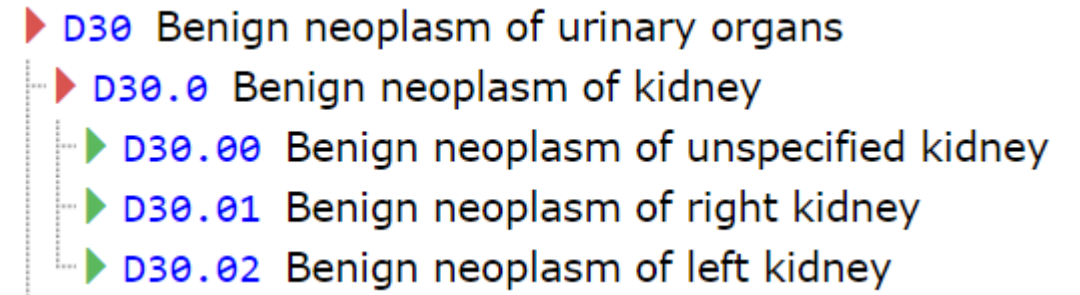 D30 Benign neoplasm of urinary organs
D30.0 Benign neoplasm of kidney
D30.00 Benign neoplasm of unspecified kidney
D30.01 Benign neoplasm of right kidney
D30.02 Benign neoplasm of left kidney